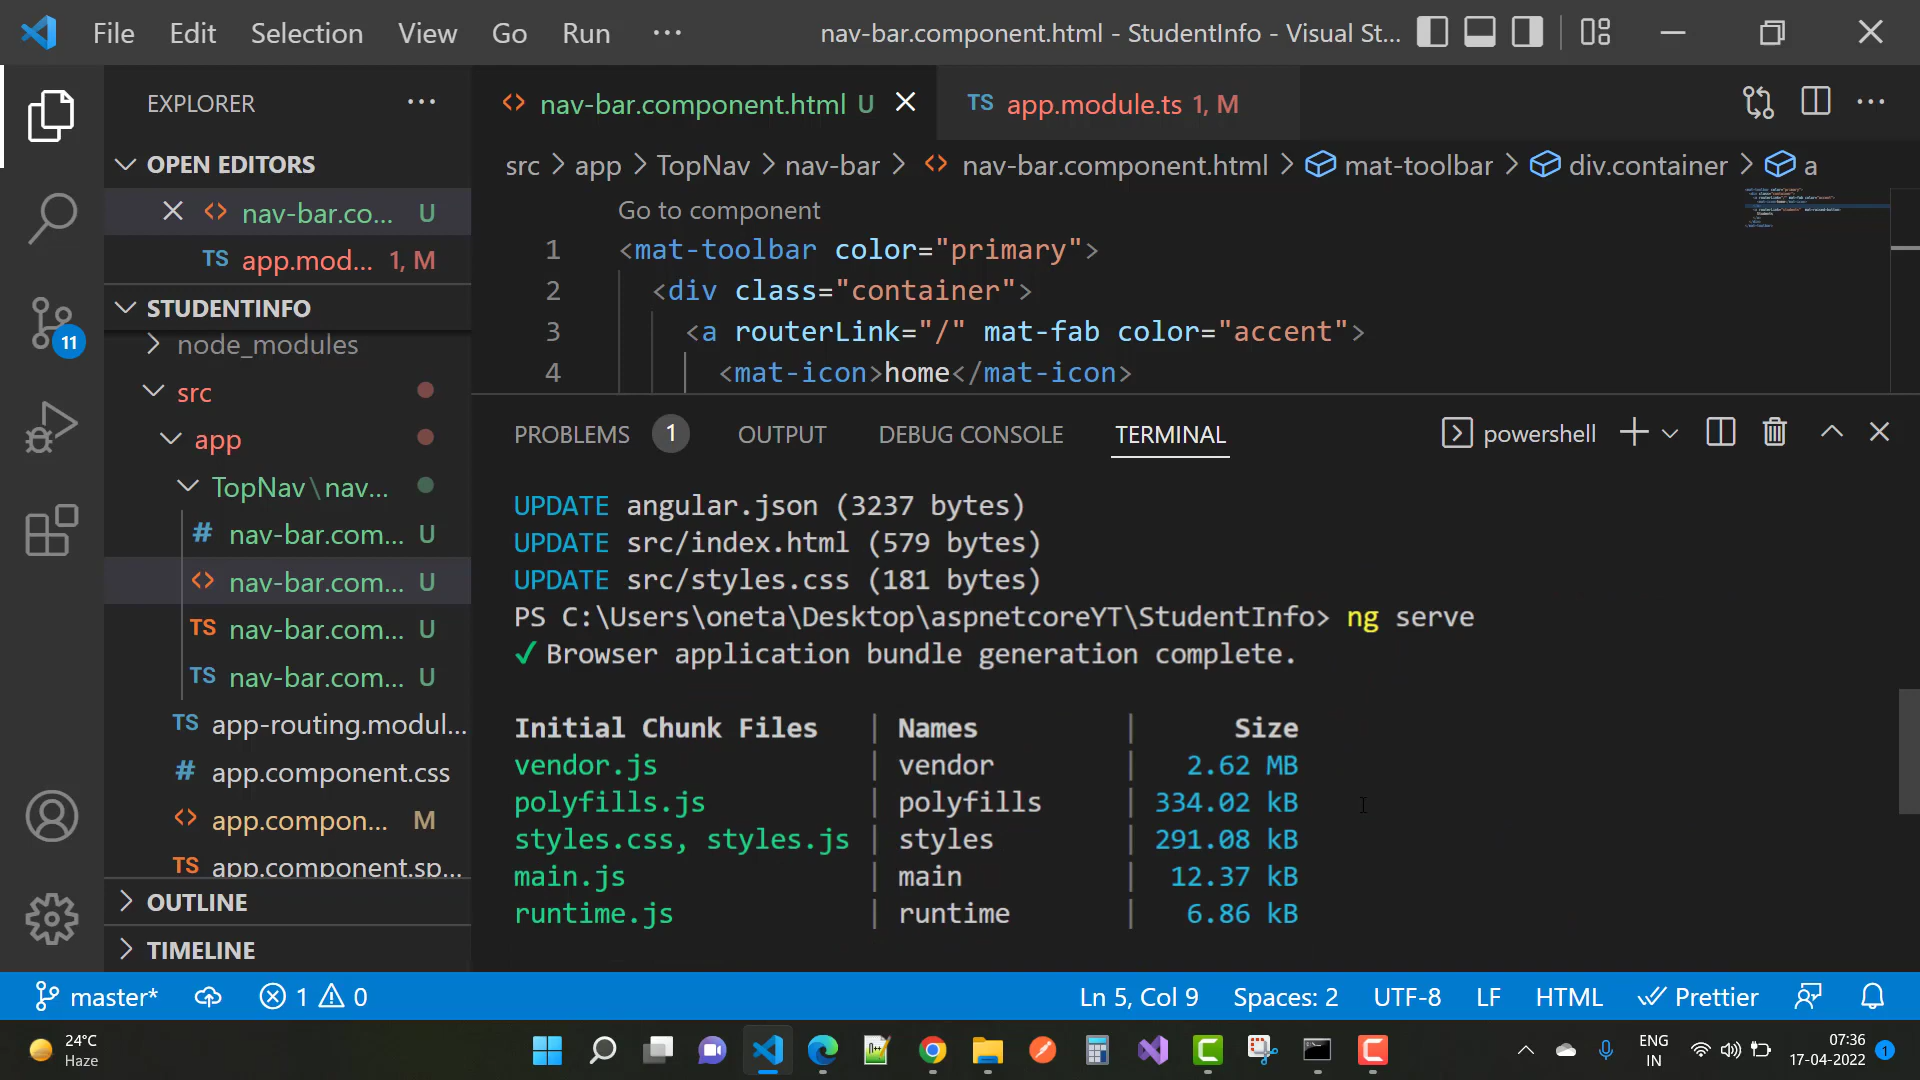 File Edit Selection View Go Run ··· nav-bar.component.html - StudentInfo - Visual St...
EXPLORER ···
OPEN EDITORS
nav-bar.co... U
TS app.mod... 1, M
STUDENTINFO
node_modules
src
app
TopNav\nav...
# nav-bar.com... U
<> nav-bar.com... U
TS nav-bar.com... U
TS nav-bar.com... U
TS app-routing.modul...
# app.component.css
<> app.compon... M
TS app.component.sp...
OUTLINE
TIMELINE
11
<> nav-bar.component.html U TS app.module.ts 1, M ···
src > app > TopNav > nav-bar > <> nav-bar.component.html > mat-toolbar > div.container > a
Go to component
1 <mat-toolbar color="primary">
2 <div class="container">
3 <a routerLink="/" mat-fab color="accent">
4 <mat-icon>home</mat-icon>
PROBLEMS 1 OUTPUT DEBUG CONSOLE TERMINAL powershell
UPDATE angular.json (3237 bytes)
UPDATE src/index.html (579 bytes)
UPDATE src/styles.css (181 bytes)
PS C:\Users\oneta\Desktop\aspnetcoreYT\StudentInfo> ng serve
✓ Browser application bundle generation complete.
Initial Chunk Files | Names | Size
vendor.js | vendor | 2.62 MB
polyfills.js | polyfills | 334.02 kB
styles.css, styles.js | styles | 291.08 kB
main.js | main | 12.37 kB
runtime.js | runtime | 6.86 kB
master* 1 0 Ln 5, Col 9 Spaces: 2 UTF-8 LF HTML Prettier
24°C
Haze
ENG
IN
07:36
17-04-2022
1